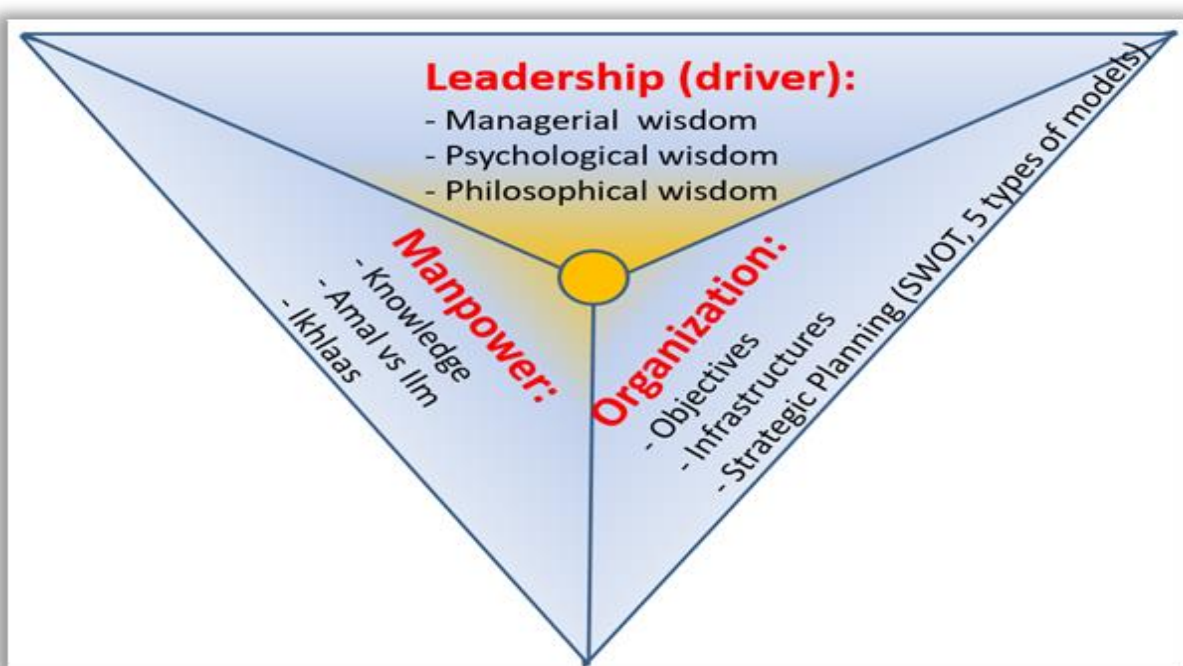 Leadership (driver):
- Managerial wisdom
- Psychological wisdom
- Philosophical wisdom
Manpower:
- Knowledge
- Amal vs Ilm
- Ikhlaas
Organization:
- Objectives
- Infrastructures
- Strategic Planning (SWOT, 5 types of models)